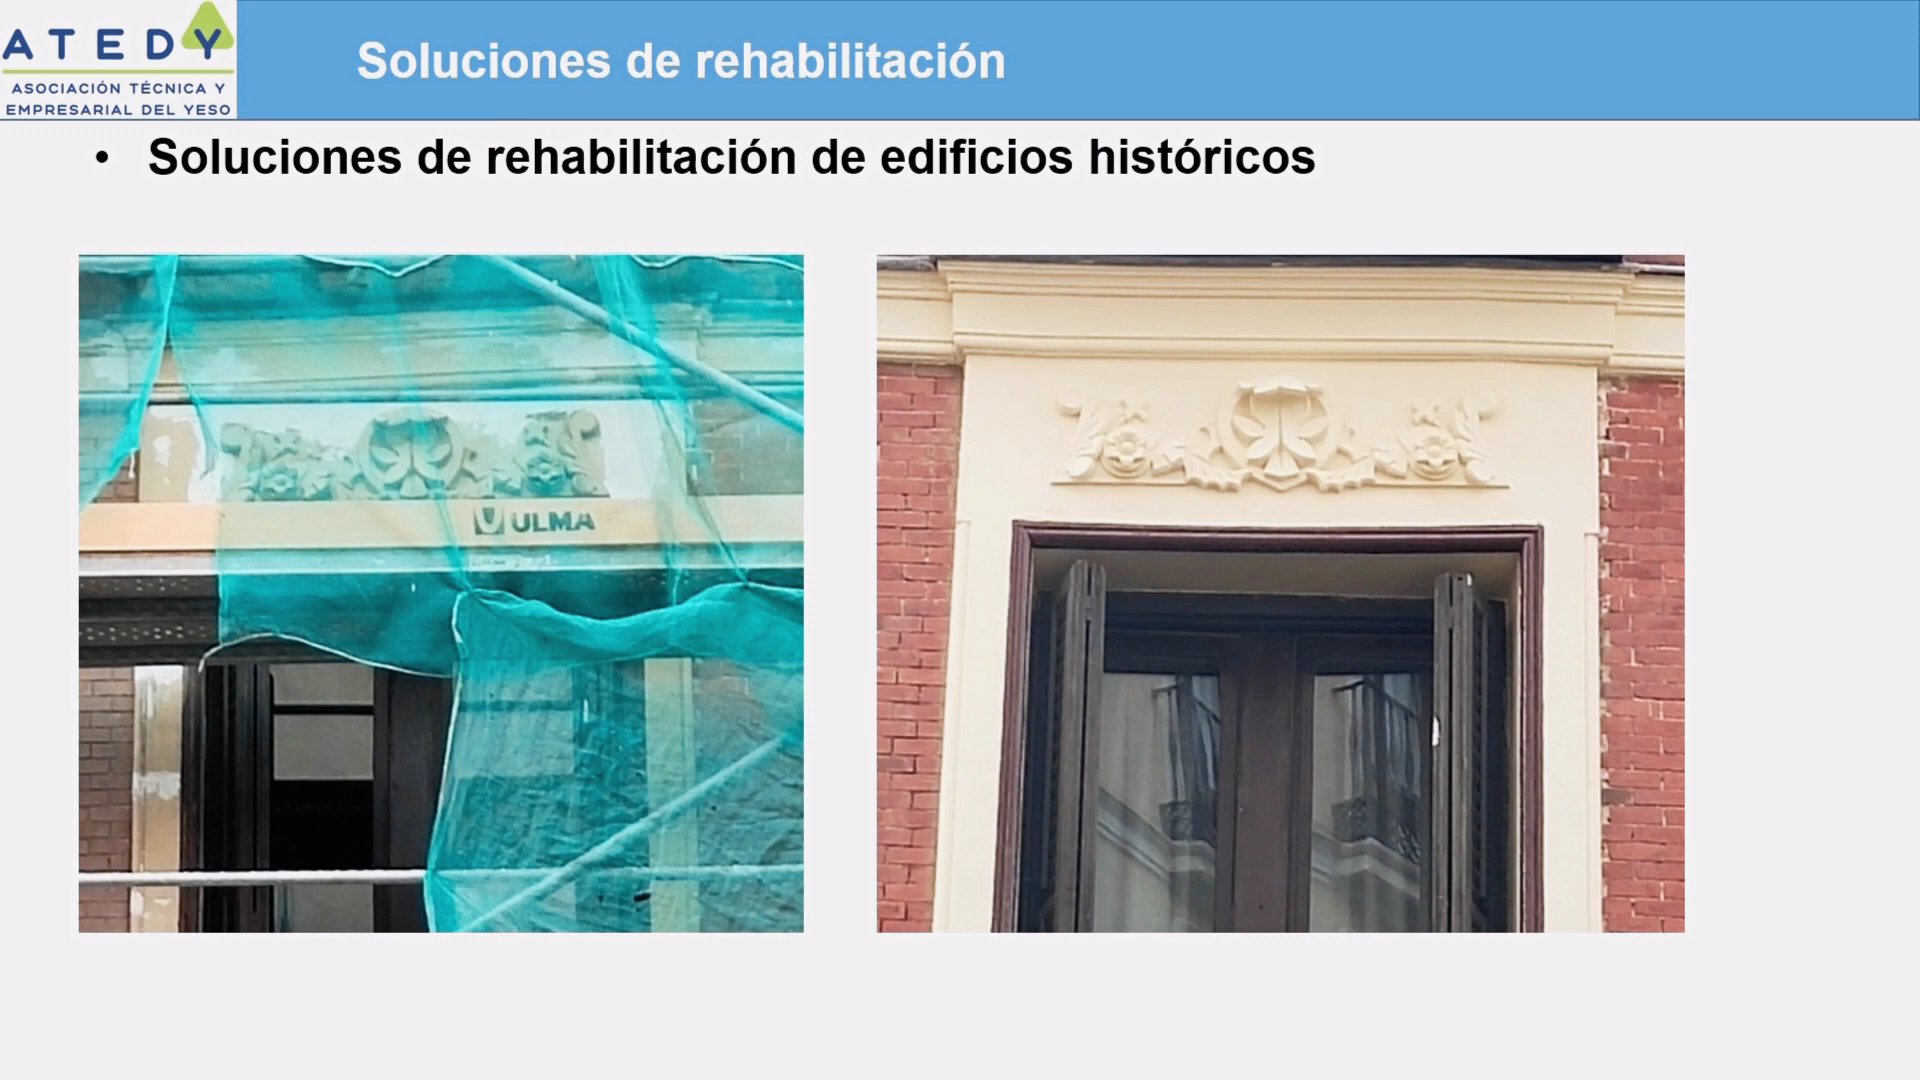 ATEDY
ASOCIACIÓN TÉCNICA Y
EMPRESARIAL DEL YESO
Soluciones de rehabilitación
• Soluciones de rehabilitación de edificios históricos
ULMA